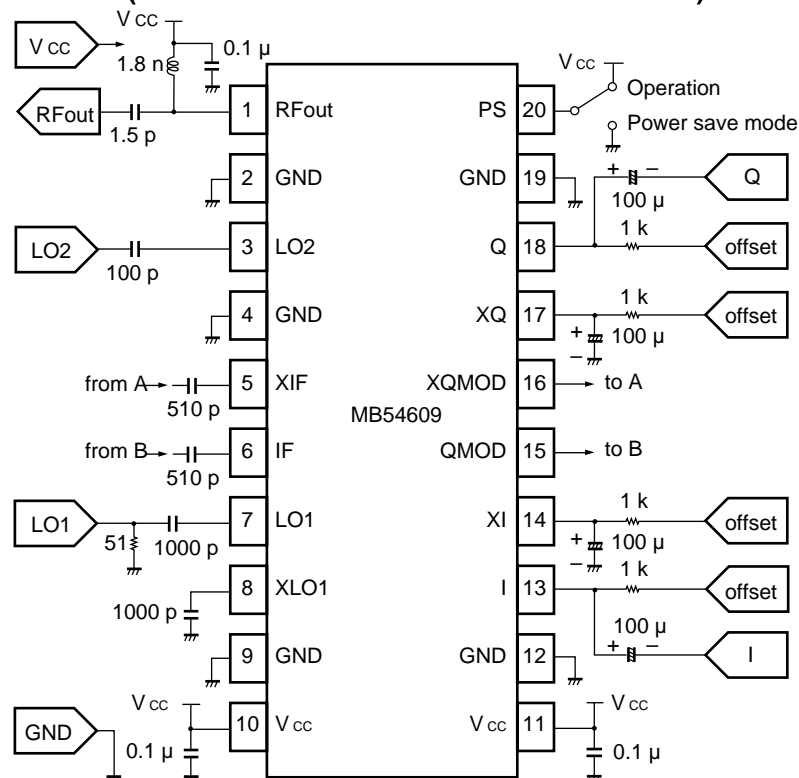 ( )
V CC
V CC
1.8 n
0.1 µ
V CC
Operation
Power save mode
RFout
1.5 p
1 RFout
PS 20
2 GND
GND 19
+ −
100 µ
Q
LO2
100 p
3 LO2
Q 18
1 k
offset
4 GND
XQ 17
1 k
offset
+
−
100 µ
from A
510 p
5 XIF
XQMOD 16
to A
MB54609
from B
510 p
6 IF
QMOD 15
to B
LO1
51
1000 p
7 LO1
XI 14
1 k
offset
+
−
100 µ
1000 p
8 XLO1
I 13
1 k
offset
100 µ
+ −
I
9 GND
GND 12
GND
V CC
0.1 µ
10 V CC
V CC 11
V CC
0.1 µ